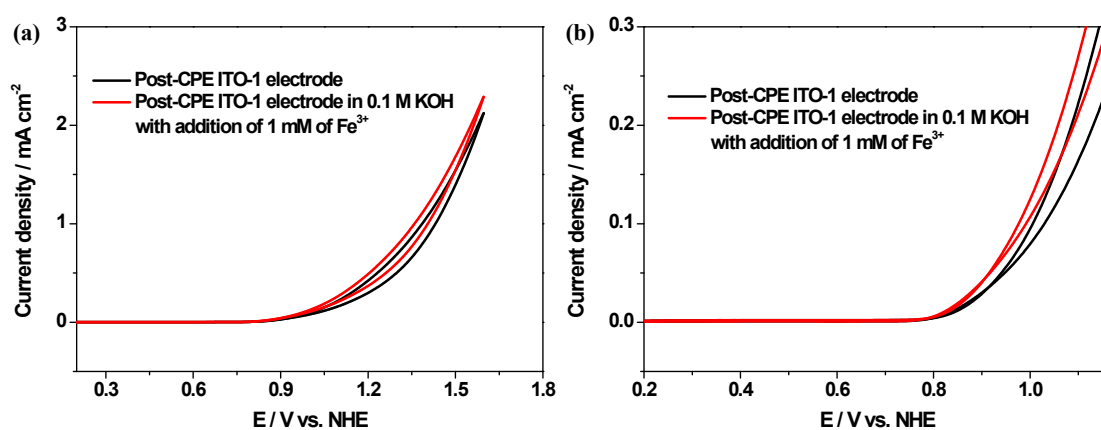 (a)
3
2
1
0
Current density / mA cm⁻²
Post-CPE ITO-1 electrode
Post-CPE ITO-1 electrode in 0.1 M KOH
with addition of 1 mM of Fe³⁺
0.3 0.6 0.9 1.2 1.5 1.8
E / V vs. NHE
(b)
0.3
0.2
0.1
0.0
Current density / mA cm⁻²
Post-CPE ITO-1 electrode
Post-CPE ITO-1 electrode in 0.1 M KOH
with addition of 1 mM of Fe³⁺
0.2 0.4 0.6 0.8 1.0
E / V vs. NHE